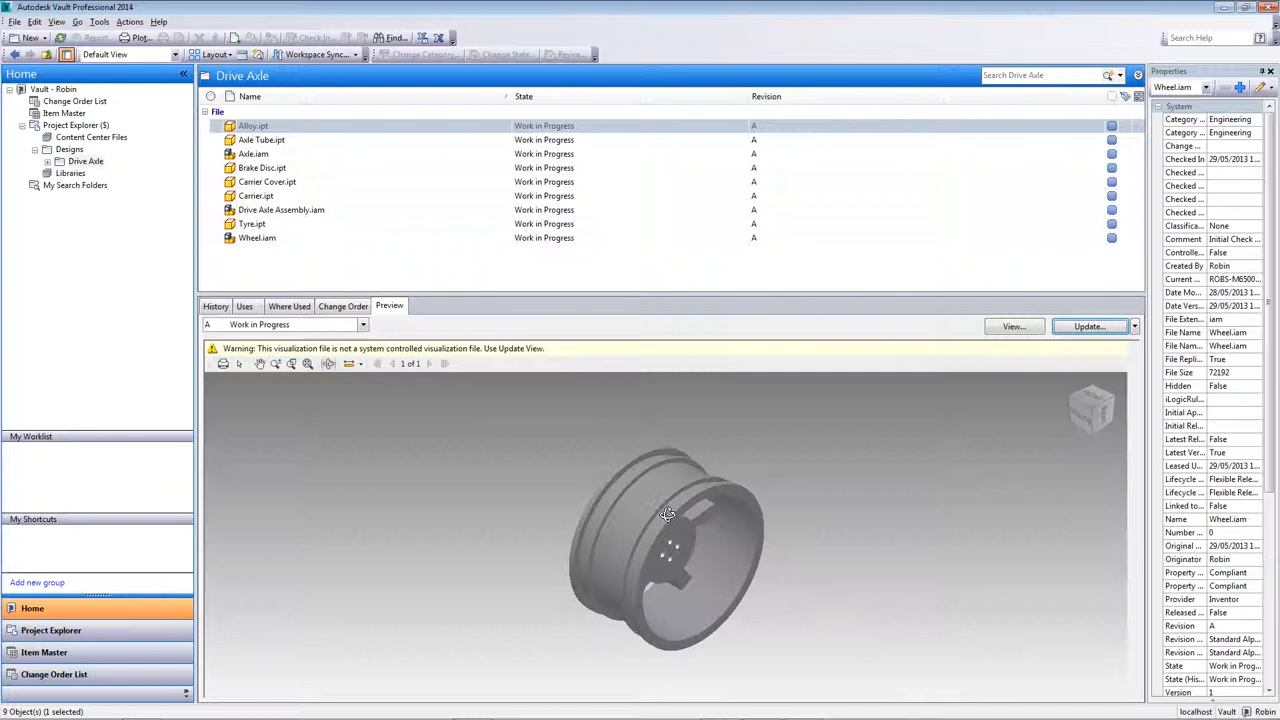 Autodesk Vault Professional 2014
File Edit View Go Tools Actions Help
New Report... Plot... Check In... Find...
Search Help
Default View Layout Workspace Sync... Change Category... Change State... Revise...
Home
Vault - Robin
Change Order List
Item Master
Project Explorer ($)
Content Center Files
Designs
Drive Axle
Libraries
My Search Folders
My Worklist
My Shortcuts
Add new group
Home
Project Explorer
Item Master
Change Order List
Drive Axle
Search Drive Axle
Name State Revision
File
Alloy.ipt Work in Progress A
Axle Tube.ipt Work in Progress A
Axle.iam Work in Progress A
Brake Disc.ipt Work in Progress A
Carrier Cover.ipt Work in Progress A
Carrier.ipt Work in Progress A
Drive Axle Assembly.iam Work in Progress A
Tyre.ipt Work in Progress A
Wheel.iam Work in Progress A
History Uses Where Used Change Order Preview
A Work in Progress View... Update...
Warning: This visualization file is not a system controlled visualization file. Use Update View.
1 of 1
Properties
Wheel.iam
System
Category ... Engineering
Category ... Engineering
Change ...
Checked In 29/05/2013 1...
Checked ...
Checked ...
Checked ...
Checked ...
Classifica... None
Comment Initial Check ...
Controlle... False
Created By Robin
Current ... ROBS-M6500
Date Mo... 28/05/2013 1...
Date Vers... 29/05/2013 1...
File Exten... iam
File Name Wheel.iam
File Nam... Wheel.iam
File Repli... True
File Size 72192
Hidden False
iLogicRul...
Initial Ap...
Initial Rel...
Latest Rel... False
Latest Ver... True
Leased U... 29/05/2013 1...
Lifecycle ... Flexible Rele...
Lifecycle ... Flexible Rele...
Linked to... False
Name Wheel.iam
Number ... 0
Original ... 29/05/2013 1...
Originator Robin
Property ... Compliant
Property ... Compliant
Provider Inventor
Released ... False
Revision A
Revision ... Standard Alp...
Revision ... Standard Alp...
State Work in Prog...
State (His... Work in Prog...
Version 1
9 Object(s) (1 selected) localhost Vault Robin